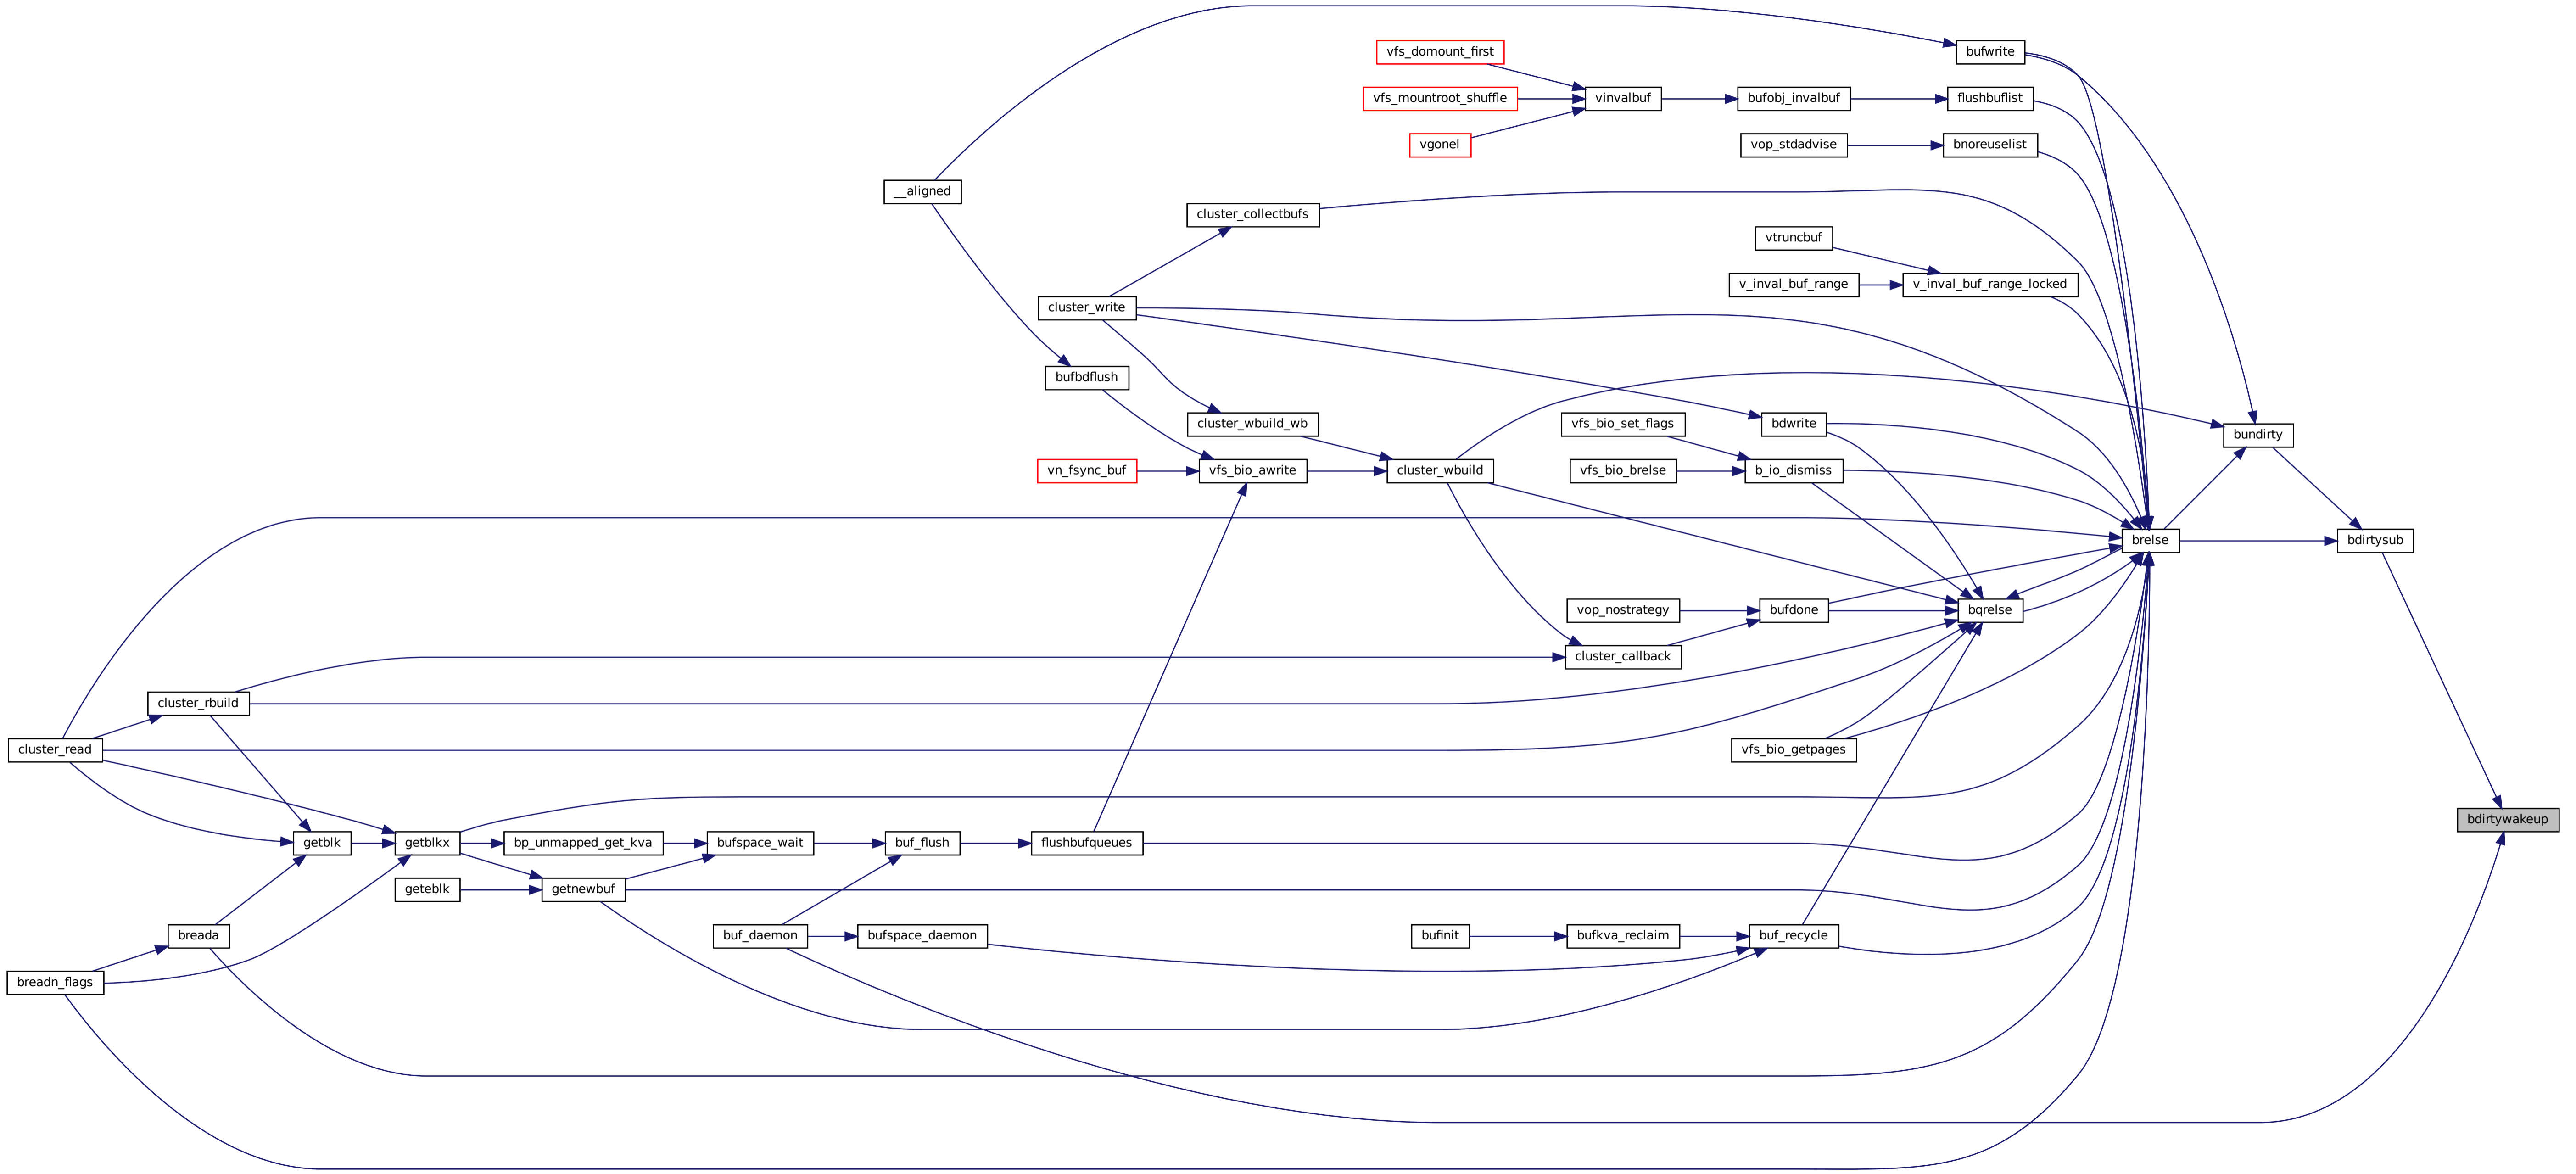 bufwrite
vfs_domount_first
vfs_mountroot_shuffle
vinvalbuf
bufobj_invalbuf
flushbuflist
vgonel
vop_stdadvise
bnoreuselist
__aligned
cluster_collectbufs
vtruncbuf
v_inval_buf_range
v_inval_buf_range_locked
cluster_write
bufbdflush
cluster_wbuild_wb
vfs_bio_set_flags
bdwrite
bundirty
vn_fsync_buf
vfs_bio_awrite
cluster_wbuild
vfs_bio_brelse
b_io_dismiss
brelse
bdirtysub
vop_nostrategy
bufdone
bqrelse
cluster_callback
cluster_rbuild
cluster_read
vfs_bio_getpages
bdirtywakeup
getblk
getblkx
bp_unmapped_get_kva
bufspace_wait
buf_flush
flushbufqueues
geteblk
getnewbuf
breada
buf_daemon
bufspace_daemon
bufinit
bufkva_reclaim
buf_recycle
breadn_flags